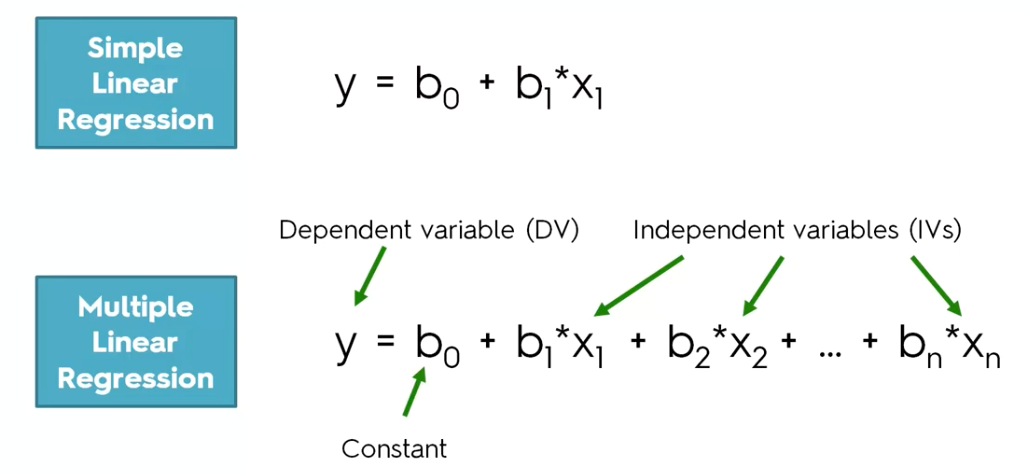 Simple
Linear
Regression
y = b₀ + b₁*x₁
Dependent variable (DV)
Independent variables (IVs)
Multiple
Linear
Regression
y = b₀ + b₁*x₁ + b₂*x₂ + ... + bₙ*xₙ
Constant